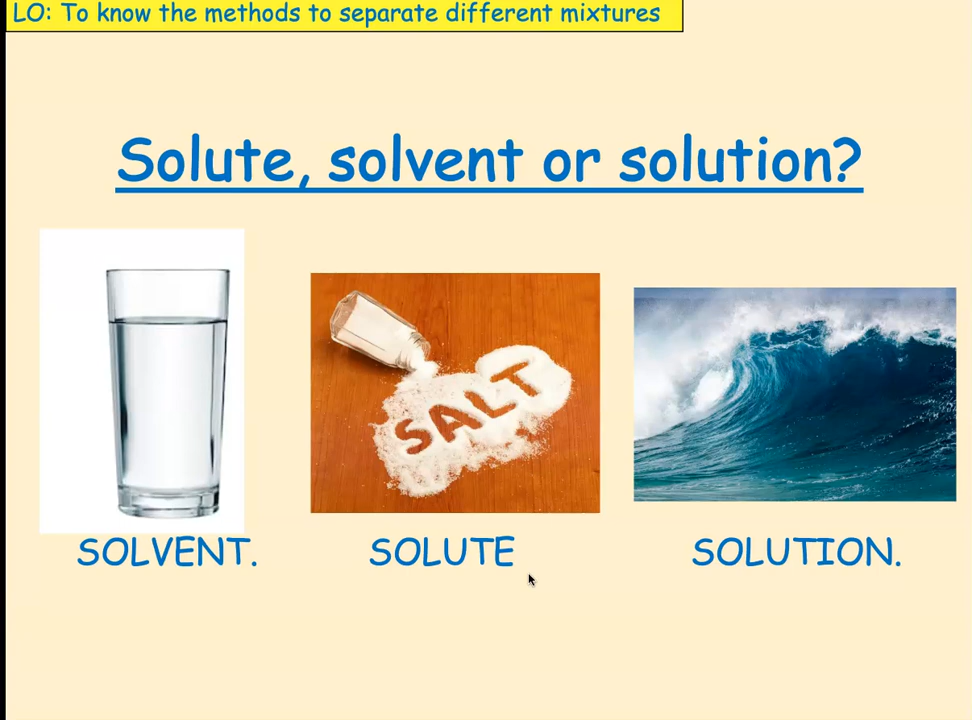 LO: To know the methods to separate different mixtures
Solute, solvent or solution?
SALT
SOLVENT.
SOLUTE
SOLUTION.